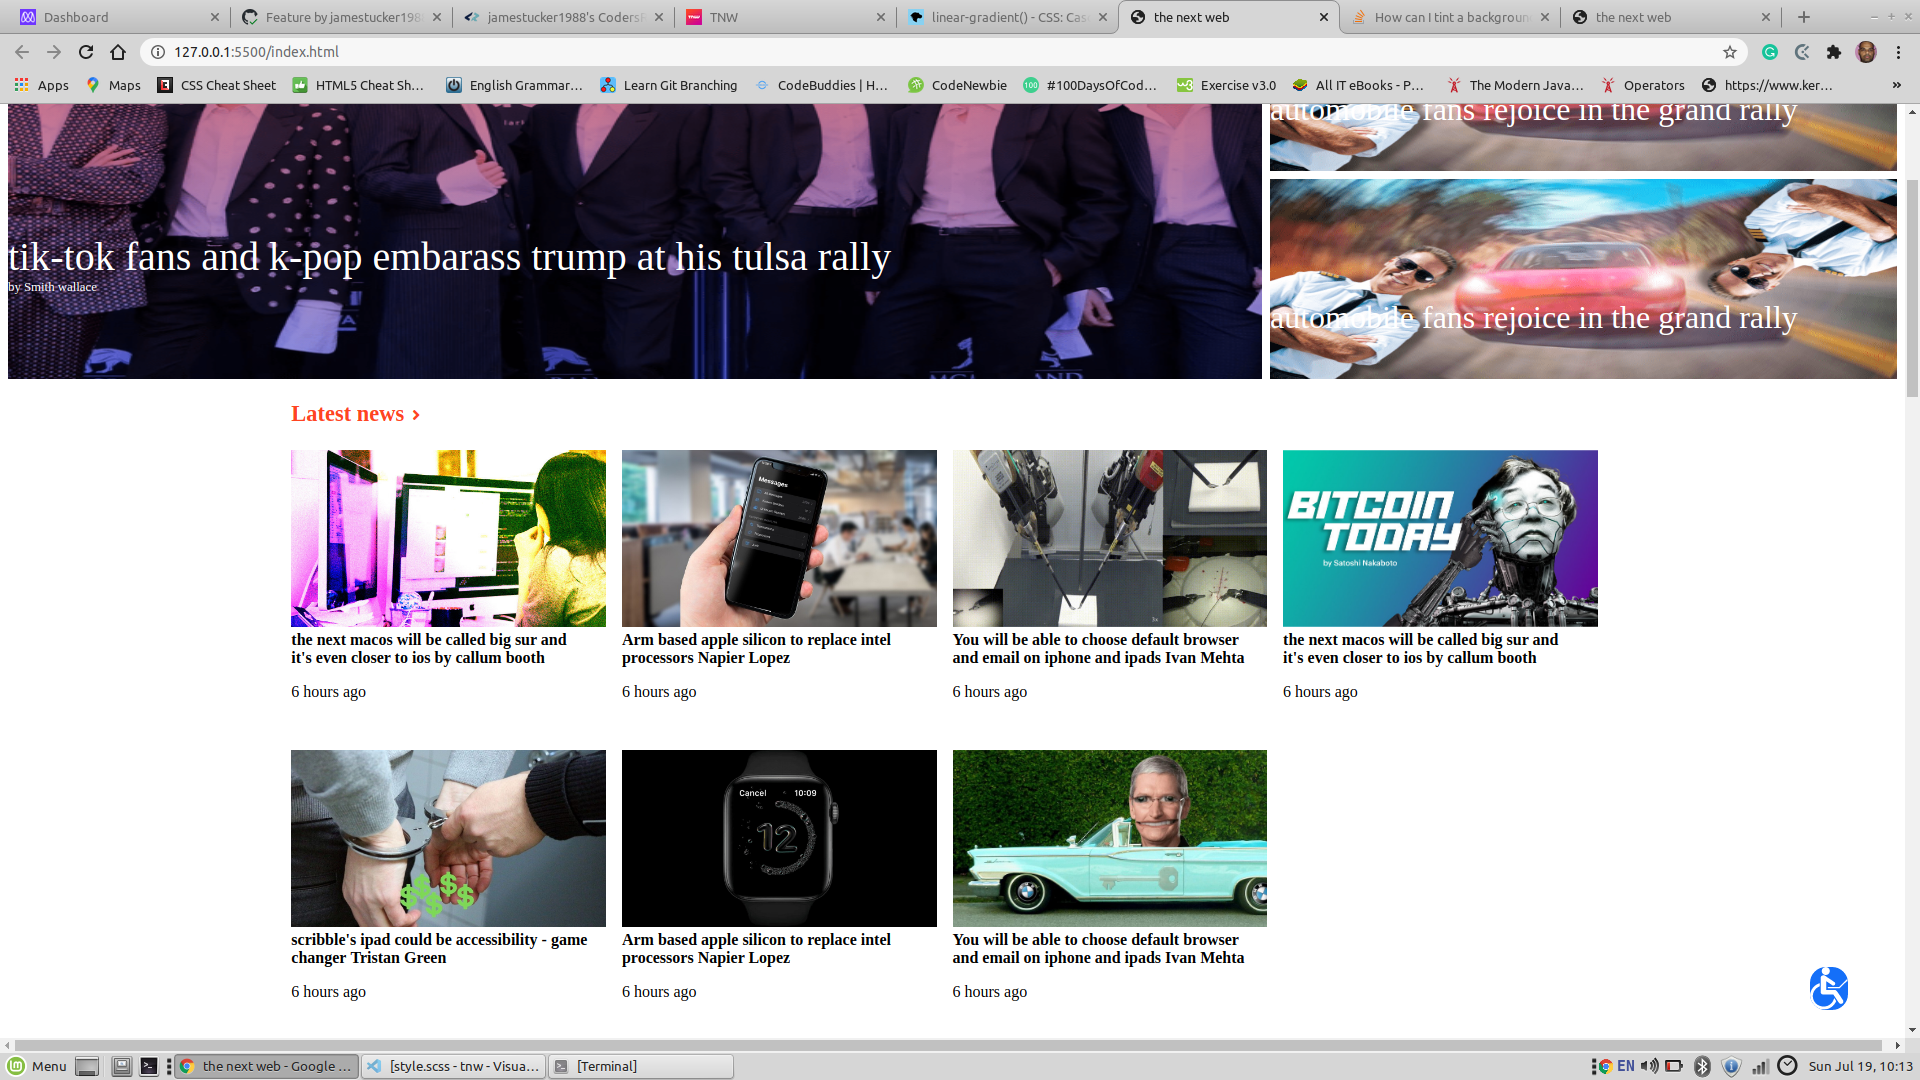 Dashboard
Feature by jamestucker198
jamestucker1988's CodersR
TNW
linear-gradient() - CSS: Cas
the next web
How can I tint a backgroun
the next web
127.0.0.1:5500/index.html
Apps
Maps
CSS Cheat Sheet
HTML5 Cheat Sh…
English Grammar…
Learn Git Branching
CodeBuddies | H…
CodeNewbie
#100DaysOfCod…
Exercise v3.0
All IT eBooks - P…
The Modern Java…
Operators
https://www.ker…
»
automobile fans rejoice in the grand rally
tik-tok fans and k-pop embarass trump at his tulsa rally
by Smith wallace
automobile fans rejoice in the grand rally
Latest news >
Messages
BITCOIN
TODAY
by Satoshi Nakaboto
the next macos will be called big sur and
it's even closer to ios by callum booth
6 hours ago
Arm based apple silicon to replace intel
processors Napier Lopez
6 hours ago
You will be able to choose default browser
and email on iphone and ipads Ivan Mehta
6 hours ago
the next macos will be called big sur and
it's even closer to ios by callum booth
6 hours ago
Cancel 10:09
12
scribble's ipad could be accessibility - game
changer Tristan Green
6 hours ago
Arm based apple silicon to replace intel
processors Napier Lopez
6 hours ago
You will be able to choose default browser
and email on iphone and ipads Ivan Mehta
6 hours ago
Menu
the next web - Google …
[style.scss - tnw - Visua…
[Terminal]
EN
Sun Jul 19, 10:13